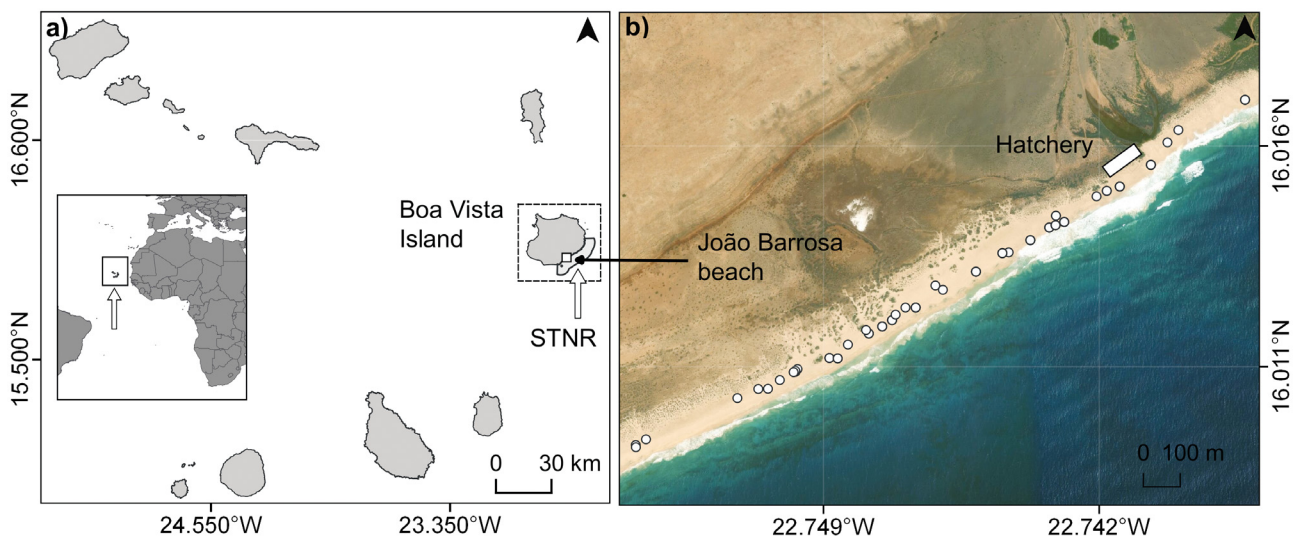 a)
16.600°N
15.500°N
Boa Vista
Island
STNR
0 30 km
24.550°W
23.350°W
b)
Hatchery
João Barrosa
beach
16.016°N
16.011°N
0 100 m
22.749°W
22.742°W